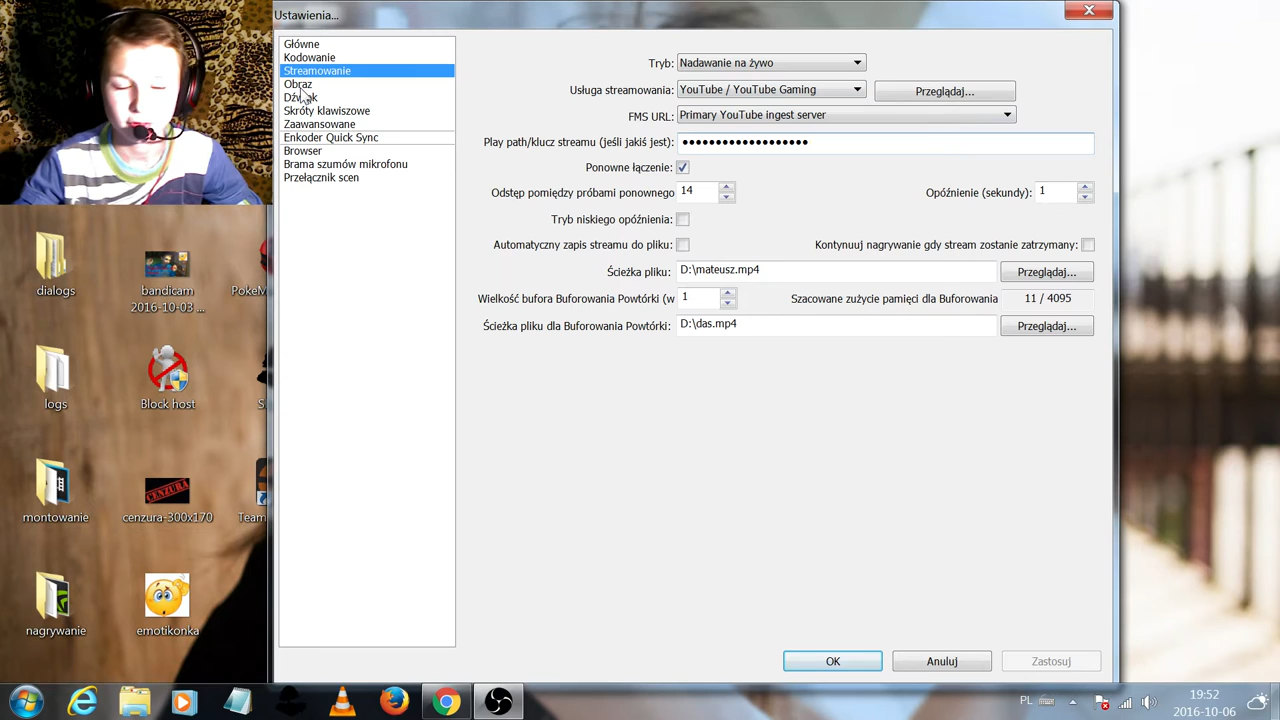 Ustawienia...
Główne
Kodowanie
Streamowanie
Obraz
Skróty klawiszowe
Zaawansowane
Enkoder Quick Sync
Browser
Brama szumów mikrofonu
Przełącznik scen
Tryb: Nadawanie na żywo
Usługa streamowania: YouTube / YouTube Gaming Przeglądaj...
FMS URL: Primary YouTube ingest server
Play path/klucz streamu (jeśli jakiś jest): ●●●●●●●●●●●●●●●●●●●
Ponowne łączenie:
Odstęp pomiędzy próbami ponownego 14 Opóźnienie (sekundy): 1
Tryb niskiego opóźnienia:
Automatyczny zapis streamu do pliku: Kontynuuj nagrywanie gdy stream zostanie zatrzymany:
Ścieżka pliku: D:\mateusz.mp4 Przeglądaj...
Wielkość bufora Buforowania Powtórki (w 1 Szacowane zużycie pamięci dla Buforowania 11 / 4095
Ścieżka pliku dla Buforowania Powtórki: D:\das.mp4 Przeglądaj...
OK Anuluj Zastosuj
dialogs
bandicam
2016-10-03 ...
PokeM
logs
Block host
CENZURA
montowanie
cenzura-300x170
Team
nagrywanie
emotikonka
PL
19:52
2016-10-06